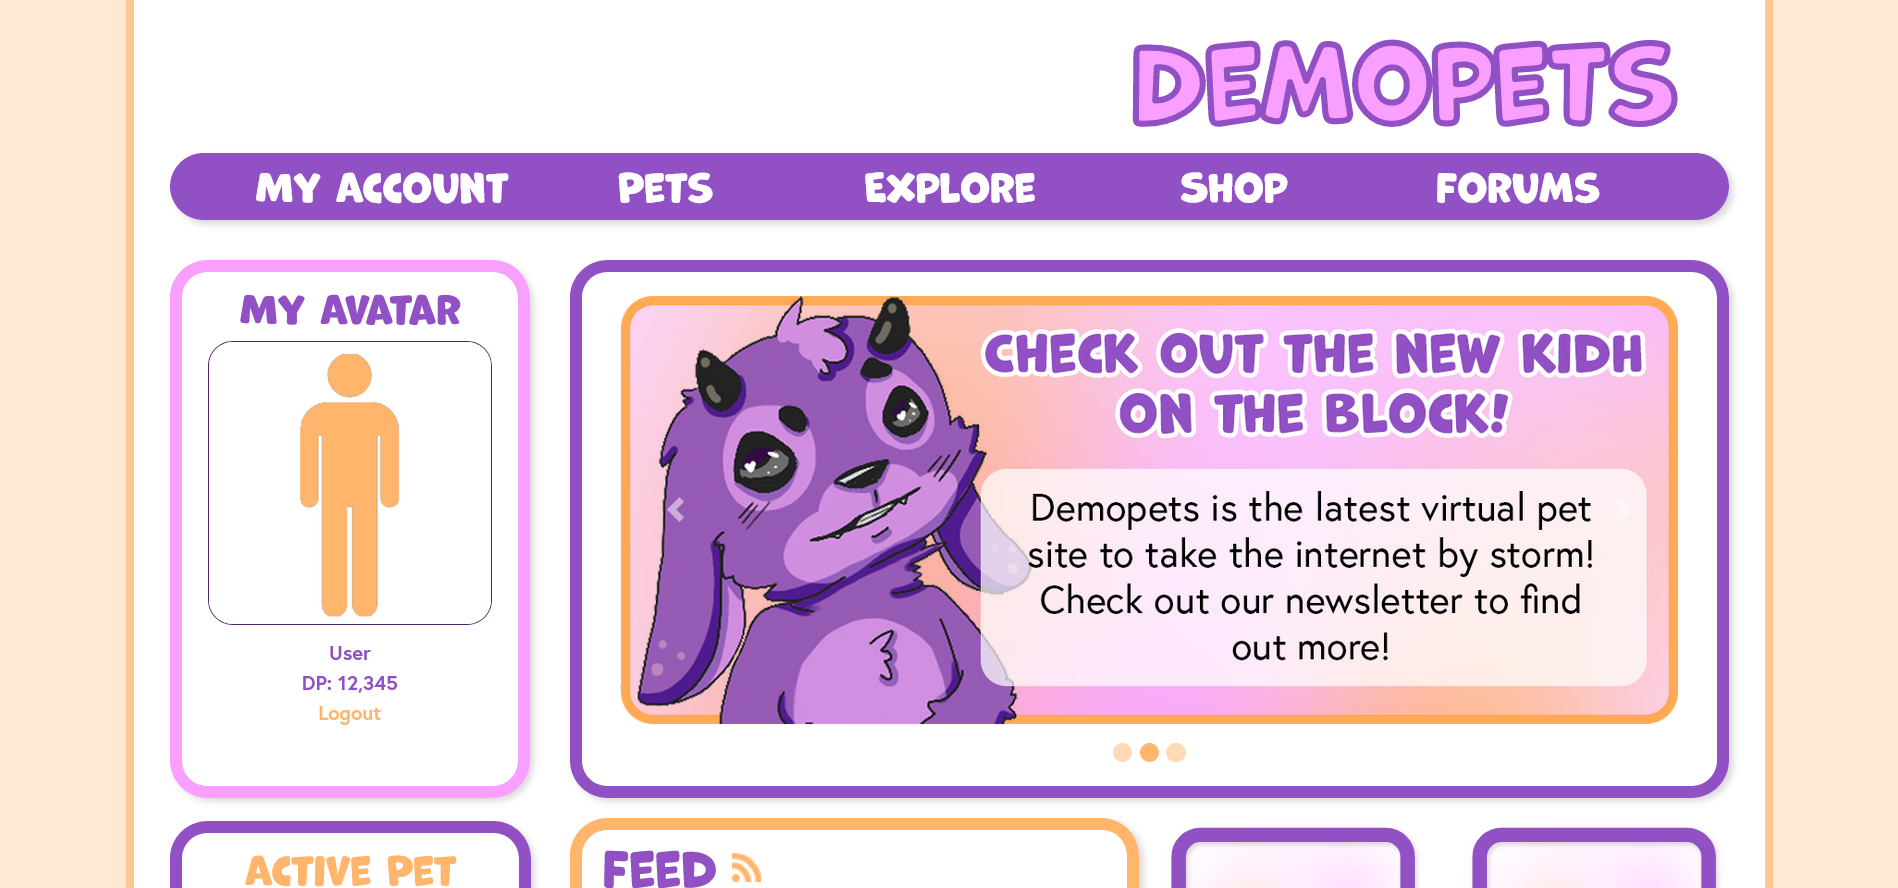 DEMOPETS
MY ACCOUNT PETS EXPLORE SHOP FORUMS
MY AVATAR
User
DP: 12,345
Logout
CHECK OUT THE NEW KIDH
ON THE BLOCK!
Demopets is the latest virtual pet
site to take the internet by storm!
Check out our newsletter to find
out more!
ACTIVE PET
FEED